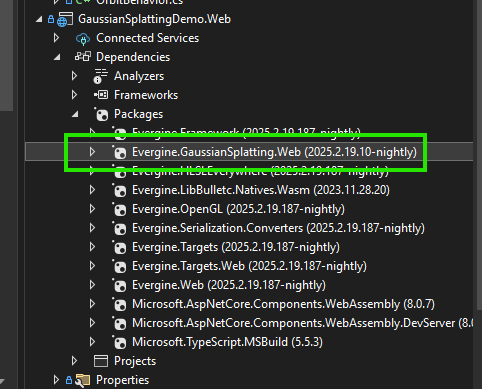 OrbitBehavior.cs
GaussianSplattingDemo.Web
Connected Services
Dependencies
Analyzers
Frameworks
Packages
Evergine.Framework (2025.2.19.187-nightly)
Evergine.GaussianSplatting.Web (2025.2.19.10-nightly)
Evergine.HLSLEverywhere (2025.2.19.187-nightly)
Evergine.LibBulletc.Natives.Wasm (2023.11.28.20)
Evergine.OpenGL (2025.2.19.187-nightly)
Evergine.Serialization.Converters (2025.2.19.187-nightly)
Evergine.Targets (2025.2.19.187-nightly)
Evergine.Targets.Web (2025.2.19.187-nightly)
Evergine.Web (2025.2.19.187-nightly)
Microsoft.AspNetCore.Components.WebAssembly (8.0.7)
Microsoft.AspNetCore.Components.WebAssembly.DevServer (8.0
Microsoft.TypeScript.MSBuild (5.5.3)
Projects
Properties